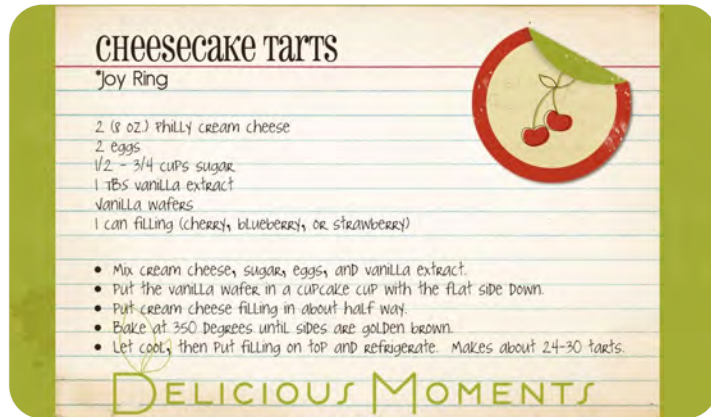 Cheesecake Tarts
*Joy Ring
2 (8 oz.) Philly cream cheese
2 eggs
1/2 - 3/4 cups sugar
1 TBS vanilla extract
Vanilla wafers
1 can filling (cherry, blueberry, or strawberry)
• Mix cream cheese, sugar, eggs, and vanilla extract.
• Put the vanilla wafer in a cupcake cup with the flat side down.
• Put cream cheese filling in about half way.
• Bake at 350 degrees until sides are golden brown.
• Let cool, then put filling on top and refrigerate. Makes about 24-30 tarts.
Delicious Moments